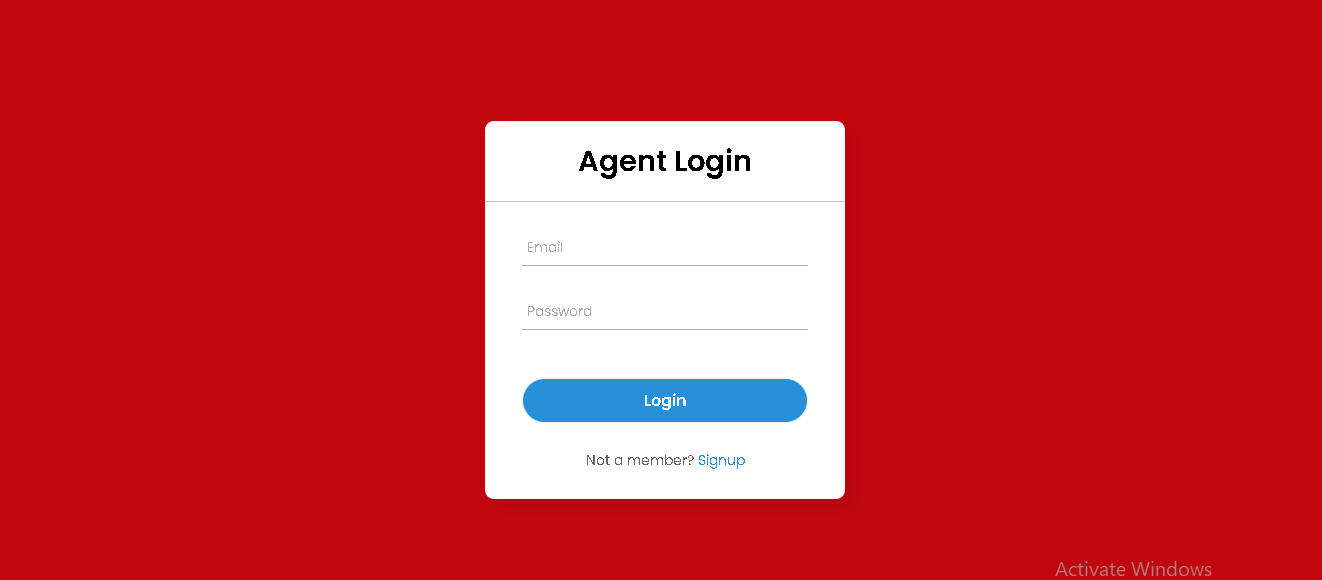 Agent Login
Email
Password
Login
Not a member? Signup
Activate Windows